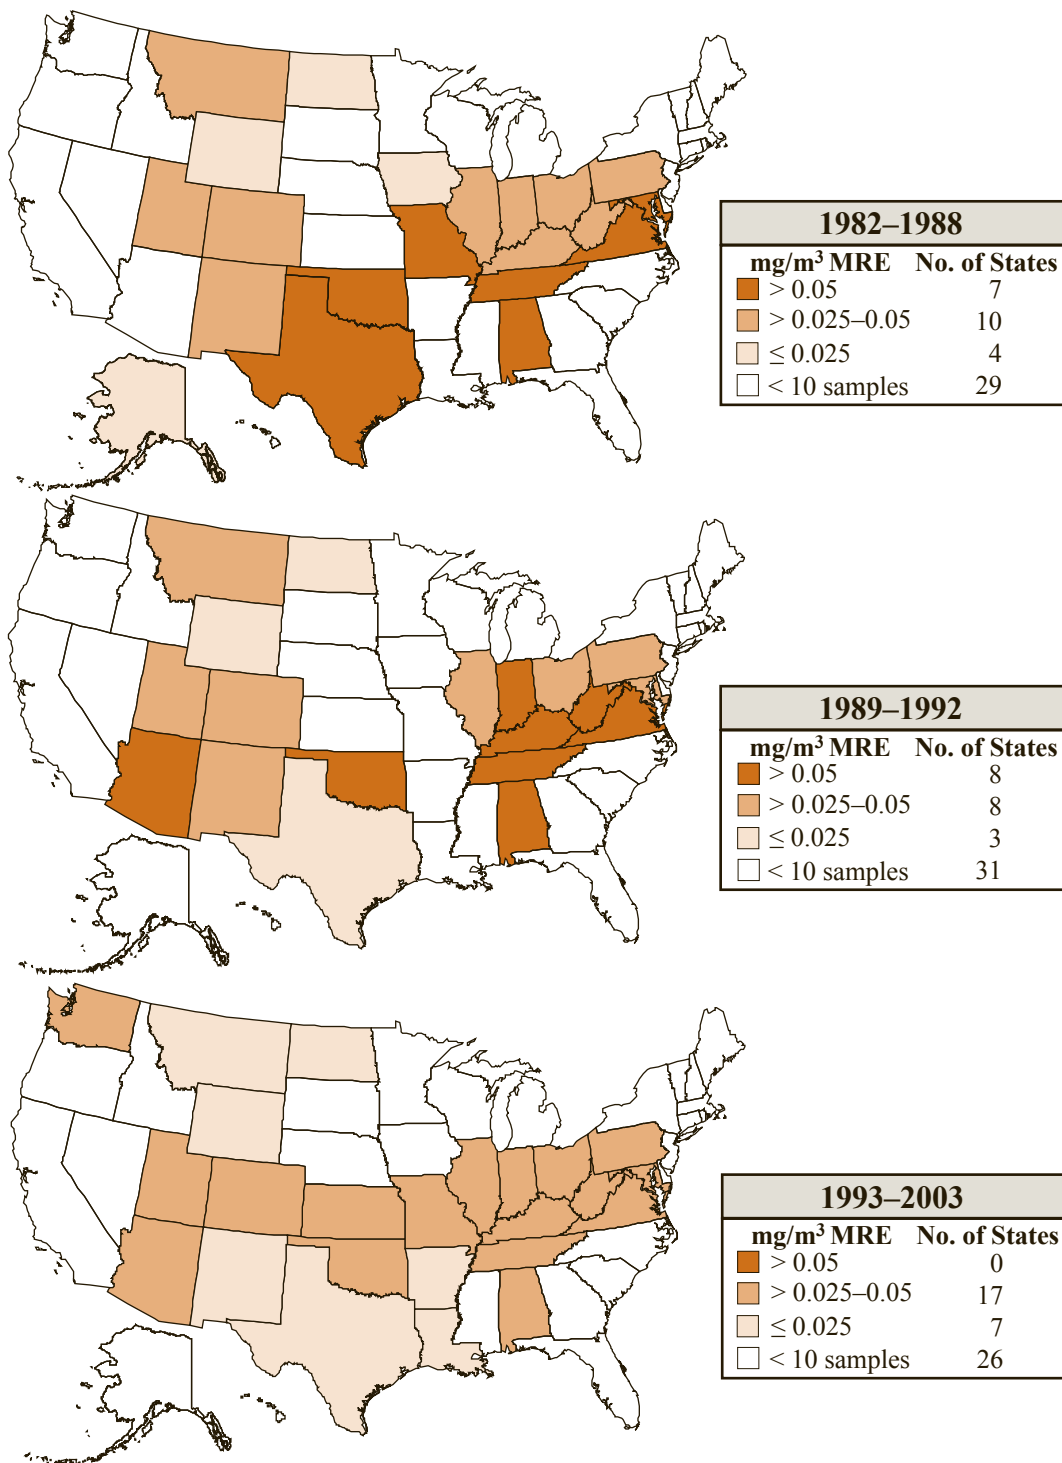 1982–1988
mg/m³ MRE No. of States
> 0.05 7
> 0.025–0.05 10
≤ 0.025 4
< 10 samples 29
1989–1992
mg/m³ MRE No. of States
> 0.05 8
> 0.025–0.05 8
≤ 0.025 3
< 10 samples 31
1993–2003
mg/m³ MRE No. of States
> 0.05 0
> 0.025–0.05 17
≤ 0.025 7
< 10 samples 26